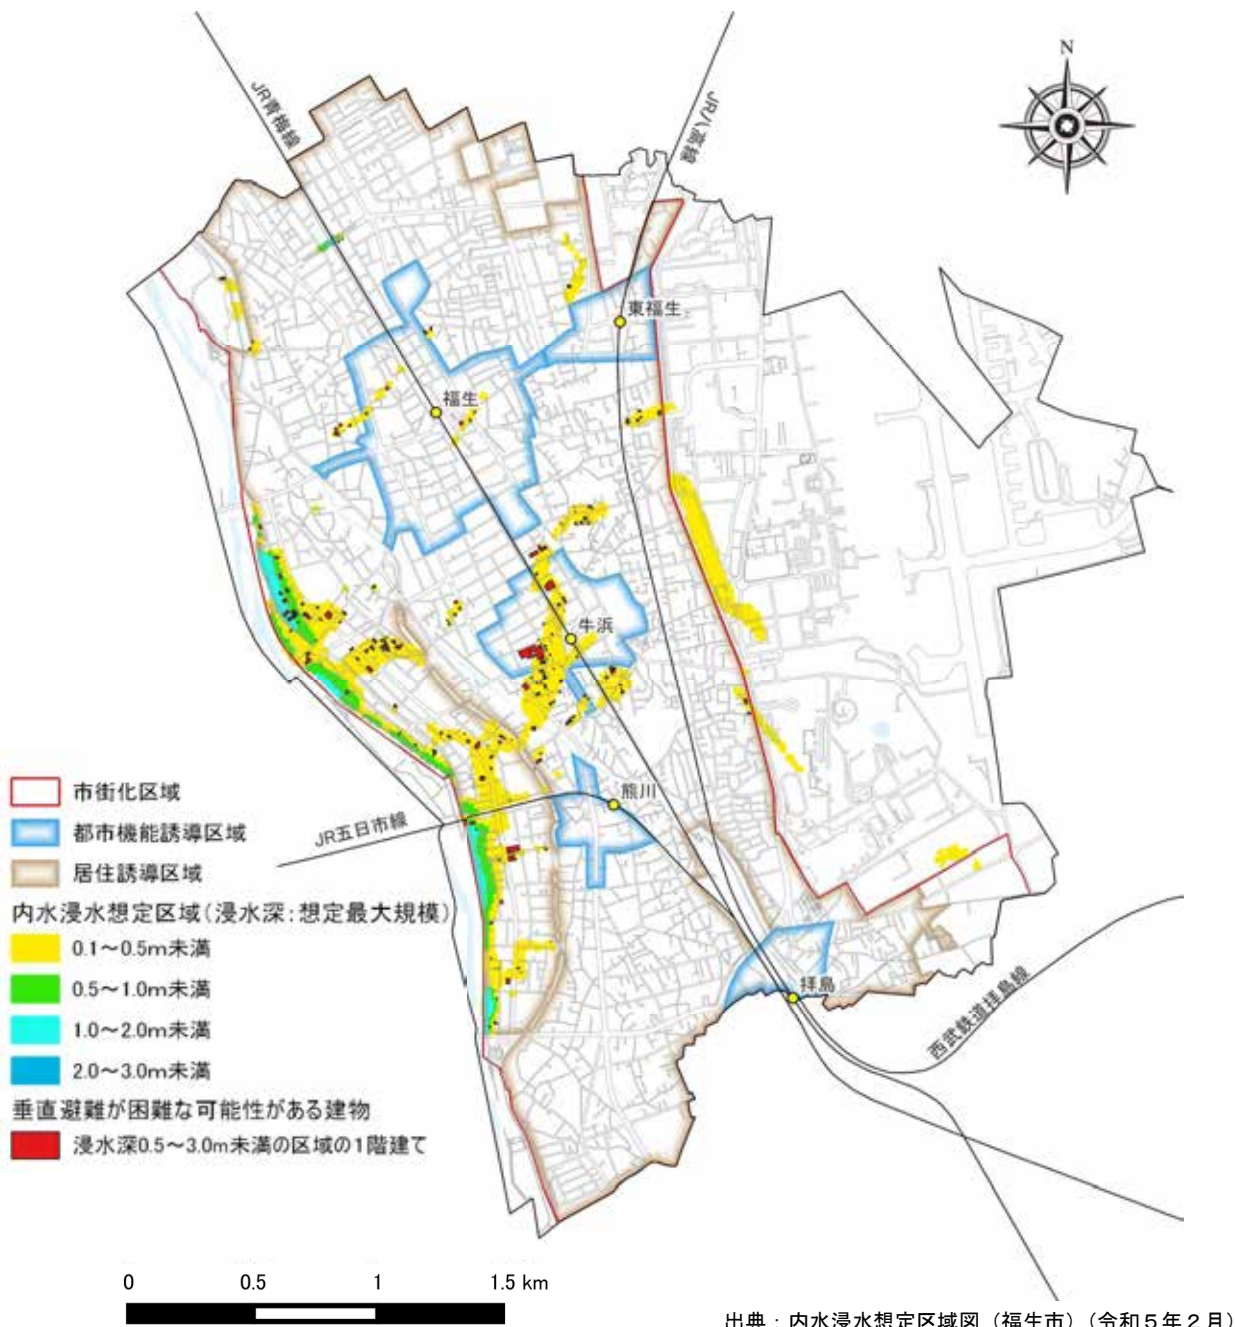 N
JR青梅線
JR八高線
東福生
福生
牛浜
熊川
JR五日市線
拝島
西武鉄道拝島線
市街化区域
都市機能誘導区域
居住誘導区域
内水浸水想定区域(浸水深:想定最大規模)
0.1~0.5m未満
0.5~1.0m未満
1.0~2.0m未満
2.0~3.0m未満
垂直避難が困難な可能性がある建物
浸水深0.5~3.0m未満の区域の1階建て
0 0.5 1 1.5 km
出典:内水浸水想定区域図(福生市)(令和5年2月)